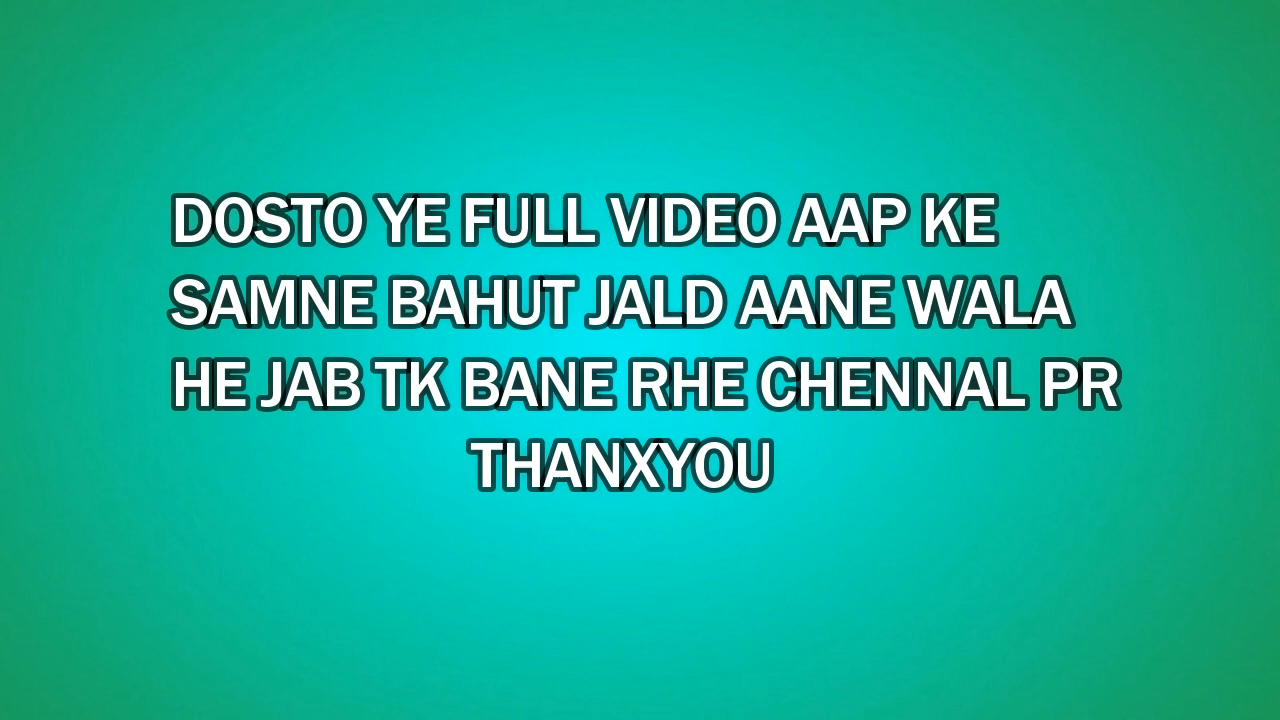 DOSTO YE FULL VIDEO AAP KE
SAMNE BAHUT JALD AANE WALA
HE JAB TK BANE RHE CHENNAL PR
THANXYOU